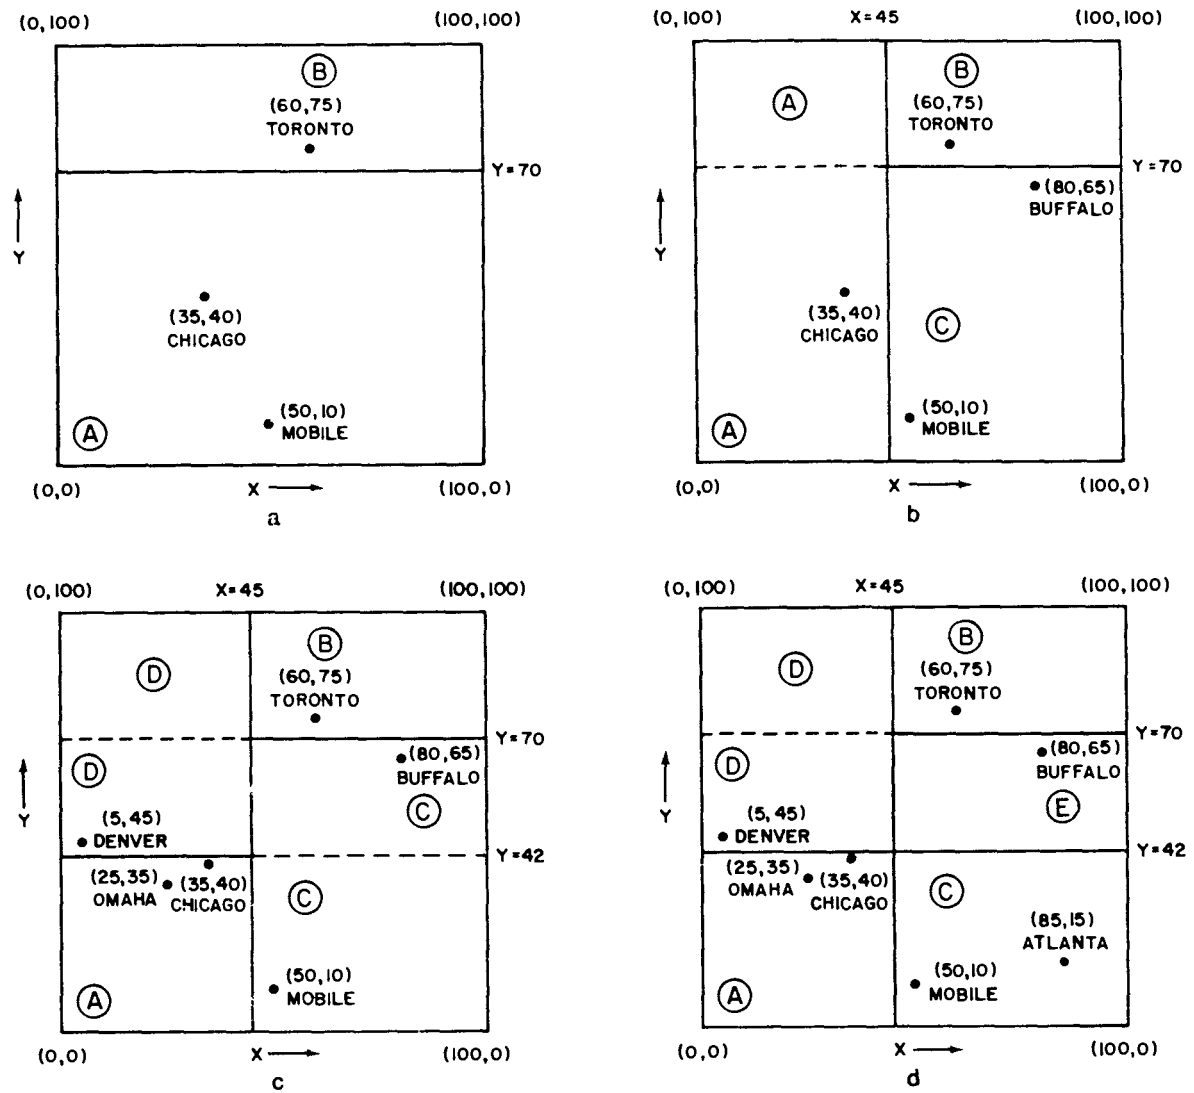 (0,100) (100,100)
B
(60,75)
TORONTO
Y=70
Y
(35,40)
CHICAGO
(50,10)
MOBILE
A
(0,0) X (100,0)
a
(0,100) X=45 (100,100)
B
A
(60,75)
TORONTO
Y=70
(80,65)
BUFFALO
Y
(35,40)
CHICAGO
C
(50,10)
MOBILE
A
(0,0) X (100,0)
b
(0,100) X=45 (100,100)
B
D
(60,75)
TORONTO
Y=70
(80,65)
BUFFALO
D
C
(5,45)
DENVER
Y
Y=42
(25,35) (35,40)
OMAHA CHICAGO
C
(50,10)
MOBILE
A
(0,0) X (100,0)
c
(0,100) X=45 (100,100)
B
D
(60,75)
TORONTO
Y=70
(80,65)
BUFFALO
D
E
(5,45)
DENVER
Y
Y=42
(25,35) (35,40)
OMAHA CHICAGO
C
(85,15)
ATLANTA
(50,10)
MOBILE
A
(0,0) X (100,0)
d